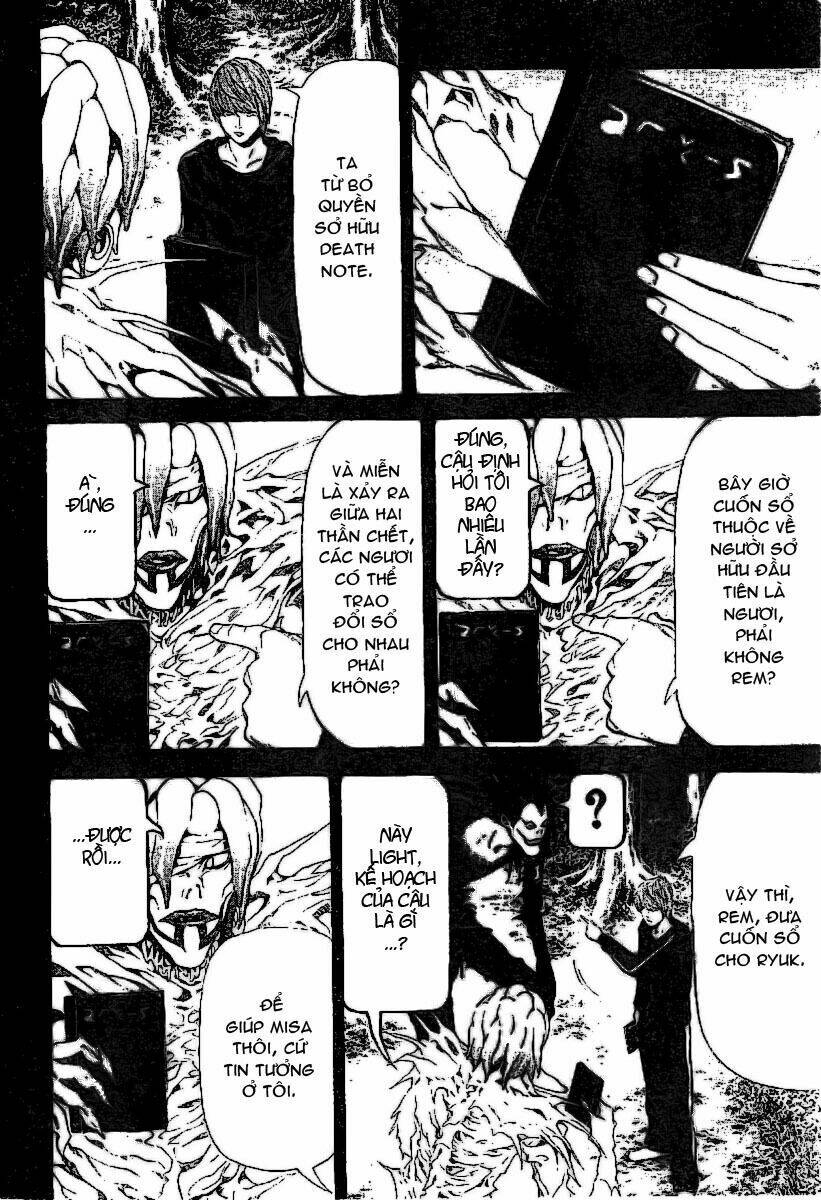 TA
TỪ BỎ
QUYỀN
SỞ HỮU
DEATH
NOTE.
BÂY GIỜ
CUỐN SỔ
THUỘC VỀ
NGƯỜI SỞ
HỮU ĐẦU
TIÊN LÀ
NGƯƠI,
PHẢI
KHÔNG
REM?
ĐÚNG,
CẬU ĐỊNH
HỎI TÔI
BAO
NHIÊU
LẦN
ĐÂY?
VÀ MIỄN
LÀ XẢY RA
GIỮA HAI
THẦN CHẾT,
CÁC NGƯƠI
CÓ THỂ
TRAO
ĐỔI SỔ
CHO NHAU
PHẢI
KHÔNG?
À,
ĐÚNG
...
VẬY THÌ,
REM, ĐƯA
CUỐN SỔ
CHO RYUK.
?
NÀY
LIGHT,
KẾ HOẠCH
CỦA CẬU
LÀ GÌ
...?
ĐỂ
GIÚP MISA
THÔI, CỨ
TIN TƯỞNG
Ở TÔI.
...ĐƯỢC
RỒI...